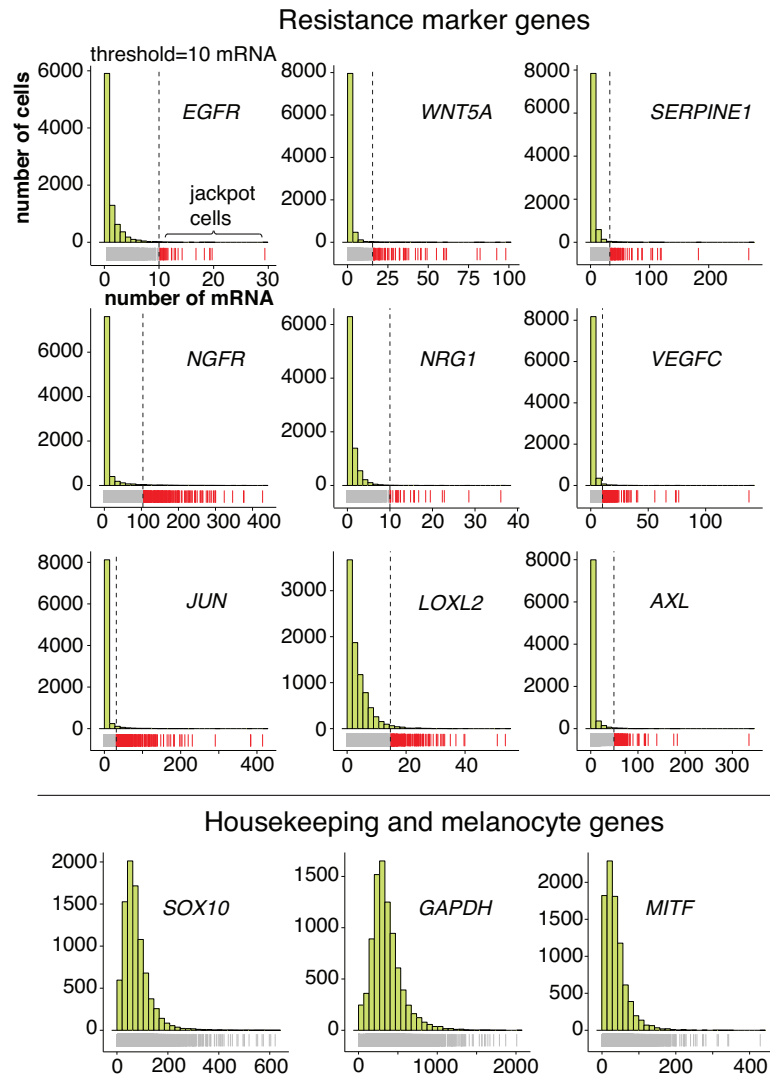 Resistance marker genes
threshold=10 mRNA
number of cells
6000
4000
2000
0
EGFR
jackpot
cells
0 10 20 30
number of mRNA
8000
6000
4000
2000
0
WNT5A
0 25 50 75 100
8000
6000
4000
2000
0
SERPINE1
0 100 200
6000
4000
2000
0
NGFR
0 100 200 300 400
6000
4000
2000
0
NRG1
0 10 20 30 40
8000
6000
4000
2000
0
VEGFC
0 50 100
8000
6000
4000
2000
0
JUN
0 200 400
3000
2000
1000
0
LOXL2
0 20 40
8000
6000
4000
2000
0
AXL
0 100 200 300
Housekeeping and melanocyte genes
2000
1500
1000
500
0
SOX10
0 200 400 600
1500
1000
500
0
GAPDH
0 500 1000 1500 2000
2000
1500
1000
500
0
MITF
0 100 200 300 400